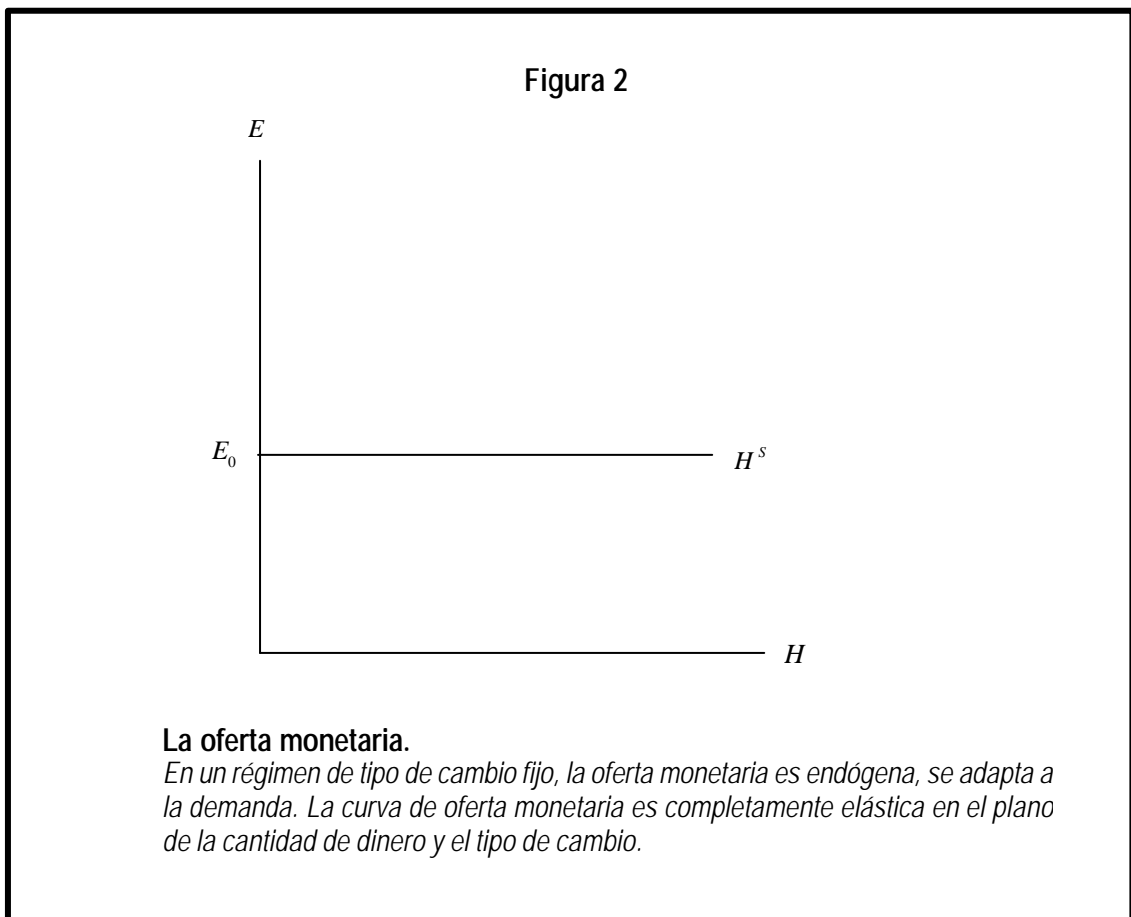 Figura 2
E
E₀
Hˢ
H
La oferta monetaria.
En un régimen de tipo de cambio fijo, la oferta monetaria es endógena, se adapta a
la demanda. La curva de oferta monetaria es completamente elástica en el plano
de la cantidad de dinero y el tipo de cambio.